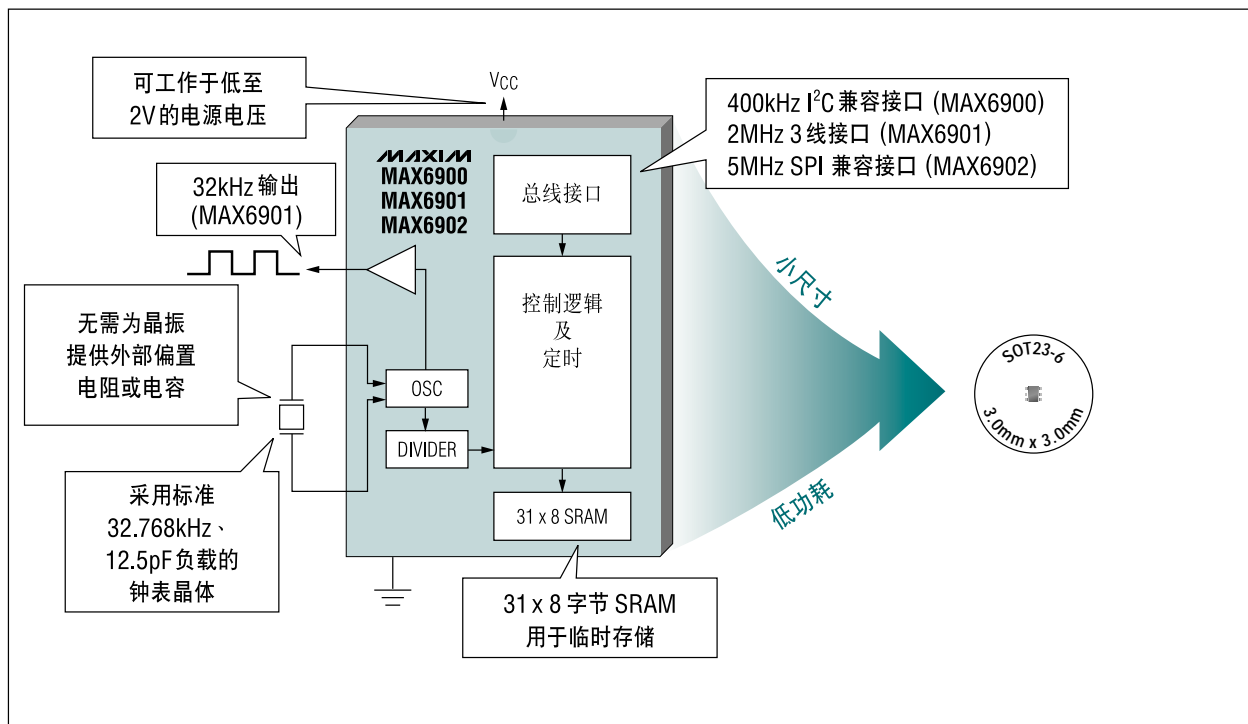 可工作于低至
2V的电源电压
VCC
400kHz I²C 兼容接口 (MAX6900)
2MHz 3线接口 (MAX6901)
5MHz SPI 兼容接口 (MAX6902)
MAXIM
MAX6900
MAX6901
MAX6902
总线接口
32kHz 输出
(MAX6901)
控制逻辑
及
定时
无需为晶振
提供外部偏置
电阻或电容
OSC
DIVIDER
采用标准
32.768kHz、
12.5pF负载的
钟表晶体
31 x 8 SRAM
31 x 8 字节 SRAM
用于临时存储
小尺寸
低功耗
SOT23-6
3.0mm x 3.0mm